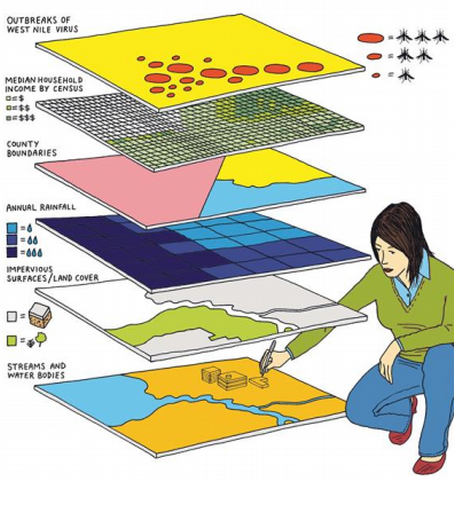 OUTBREAKS OF
WEST NILE VIRUS
=
=
=
MEDIAN HOUSEHOLD
INCOME BY CENSUS
=$
=$$
=$$$
COUNTY
BOUNDARIES
ANNUAL RAINFALL
=
=
=
IMPERVIOUS
SURFACES/LAND COVER
=
=
STREAMS AND
WATER BODIES